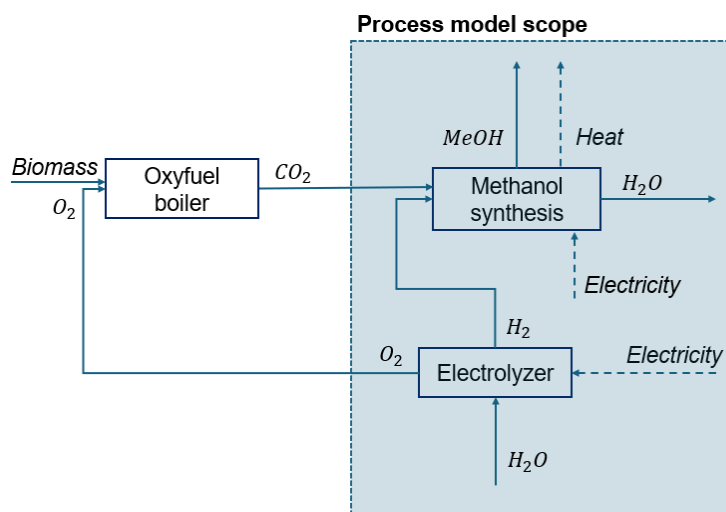 Process model scope
MeOH
Heat
Biomass
O₂
Oxyfuel
boiler
CO₂
Methanol
synthesis
H₂O
Electricity
H₂
O₂
Electrolyzer
Electricity
H₂O